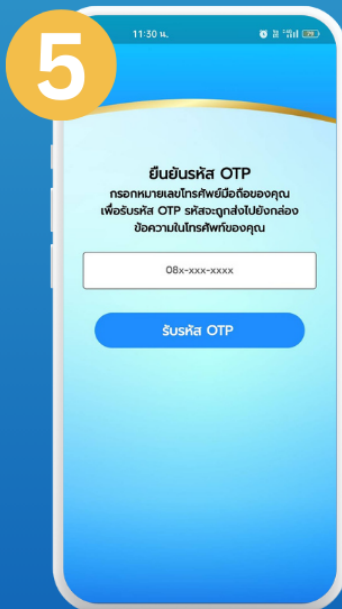 5
11:30 น.
ยืนยันรหัส OTP
กรอกหมายเลขโทรศัพย์มือถือของคุณ
เพื่อรับรหัส OTP รหัสจะถูกส่งไปยังกล่อง
ข้อความในโทรศัพท์ของคุณ
08x-xxx-xxxx
รับรหัส OTP